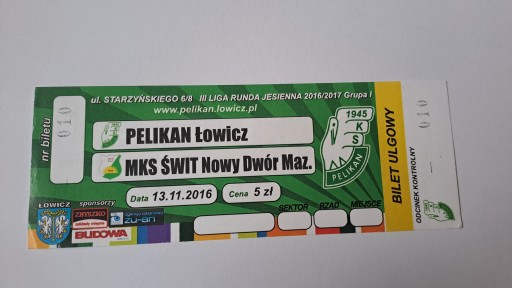 ul. STARZYŃSKIEGO 6/8 III LIGA RUNDA JESIENNA 2016/2017 Grupa I
www.pelikan.lowicz.pl
nr biletu
010
PELIKAN Łowicz
MKS ŚWIT Nowy Dwór Maz.
Data 13.11.2016
Cena 5 zł
1945
KS
PELIKAN
ŁOWICZ
sponsorzy
ZBYSZKO
BUDOWA
SEKTOR RZĄD MIEJSCE
BILET ULGOWY
ODCINEK KONTROLNY
010